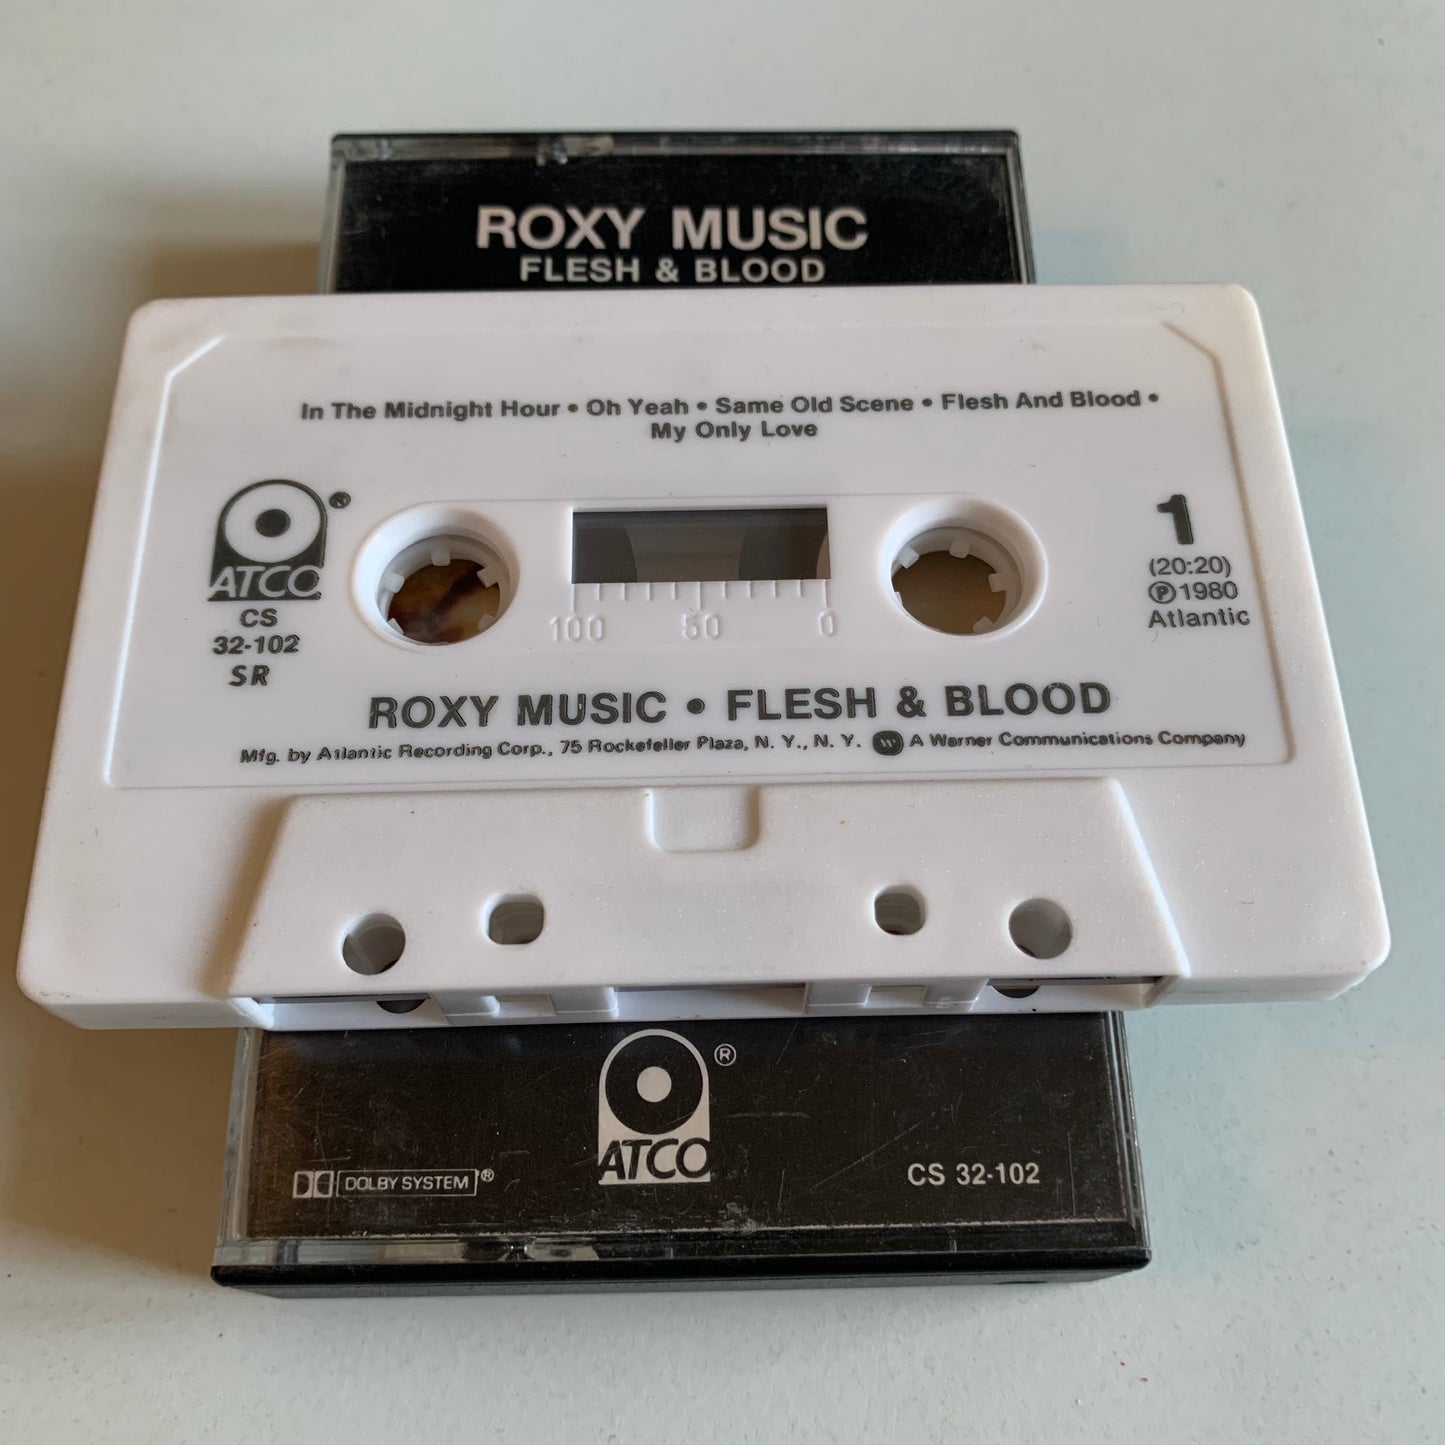 ROXY MUSIC
FLESH & BLOOD
In The Midnight Hour • Oh Yeah • Same Old Scene • Flesh And Blood •
My Only Love
ATCO®
CS
32-102
SR
100 50 0
1
(20:20)
℗1980
Atlantic
ROXY MUSIC • FLESH & BLOOD
Mfg. by Atlantic Recording Corp., 75 Rockefeller Plaza, N. Y., N. Y. W A Warner Communications Company
ATCO®
DOLBY SYSTEM®
CS 32-102